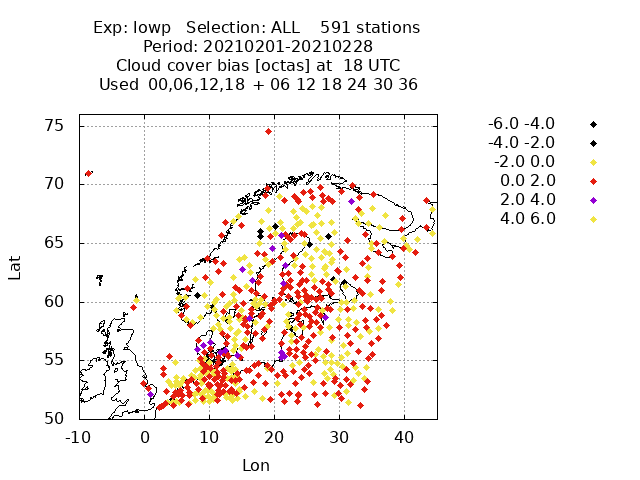 Exp: lowp   Selection: ALL    591 stations
Period: 20210201-20210228
Cloud cover bias [octas] at  18 UTC
Used  00,06,12,18  + 06 12 18 24 30 36
-6.0 -4.0
-4.0 -2.0
-2.0 0.0
0.0 2.0
2.0 4.0
4.0 6.0
75
70
65
60
55
50
Lat
-10 0 10 20 30 40
Lon